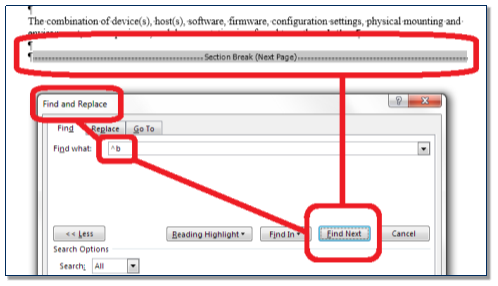 The combination of device(s), host(s), software, firmware, configuration settings, physical mounting and
¶
Section Break (Next Page)
Find and Replace
Find Replace Go To
Find what: ^b
<< Less Reading Highlight Find In Find Next Cancel
Search Options
Search: All